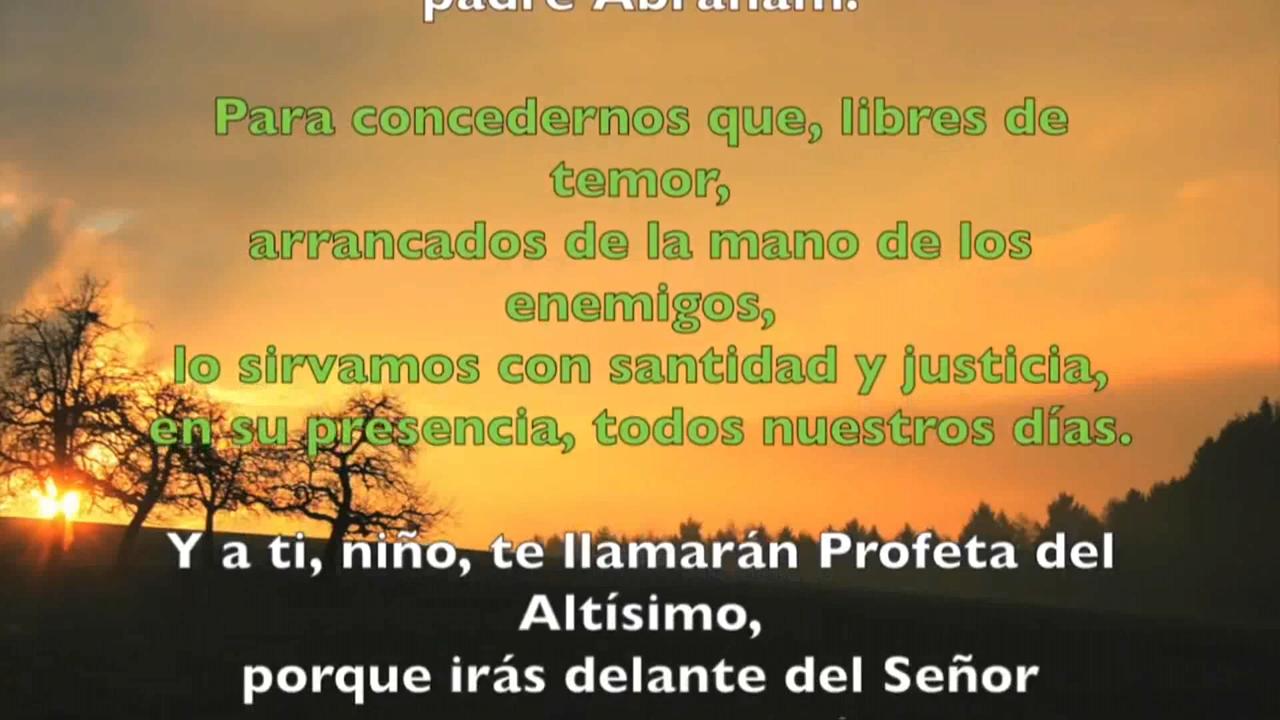 padre Abraham.
Para concedernos que, libres de
temor,
arrancados de la mano de los
enemigos,
lo sirvamos con santidad y justicia,
en su presencia, todos nuestros días.
Y a ti, niño, te llamarán Profeta del
Altísimo,
porque irás delante del Señor